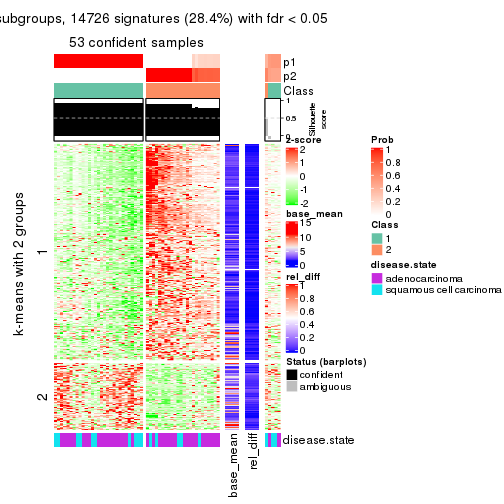 subgroups, 14726 signatures (28.4%) with fdr < 0.05
53 confident samples
p1
p2
Class
1
0.5
0
Silhouette
score
k-means with 2 groups
1
2
z-score
2
1
0
-1
-2
base_mean
15
10
5
0
rel_diff
1
0.8
0.6
0.4
0.2
0
Status (barplots)
confident
ambiguous
Prob
1
0.8
0.6
0.4
0.2
0
Class
1
2
disease.state
adenocarcinoma
squamous cell carcinoma
disease.state
base_mean
rel_diff